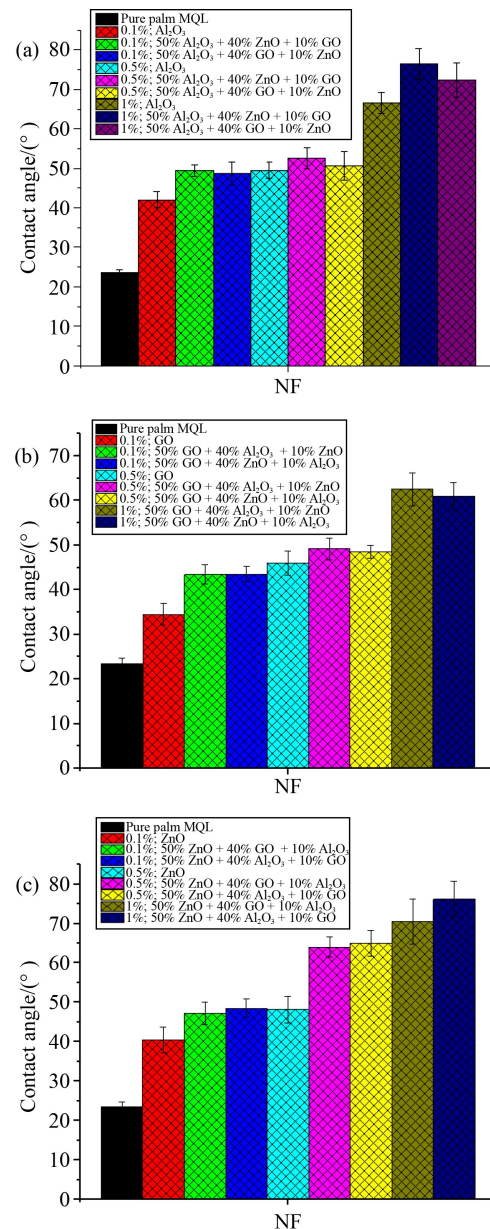 (a)
Pure palm MQL
0.1%; Al₂O₃
0.1%; 50% Al₂O₃ + 40% ZnO + 10% GO
0.1%; 50% Al₂O₃ + 40% GO + 10% ZnO
0.5%; Al₂O₃
0.5%; 50% Al₂O₃ + 40% ZnO + 10% GO
0.5%; 50% Al₂O₃ + 40% GO + 10% ZnO
1%; Al₂O₃
1%; 50% Al₂O₃ + 40% ZnO + 10% GO
1%; 50% Al₂O₃ + 40% GO + 10% ZnO
Contact angle/(°)
80
70
60
50
40
30
20
10
0
NF
(b)
Pure palm MQL
0.1%; GO
0.1%; 50% GO + 40% Al₂O₃ + 10% ZnO
0.1%; 50% GO + 40% ZnO + 10% Al₂O₃
0.5%; GO
0.5%; 50% GO + 40% Al₂O₃ + 10% ZnO
0.5%; 50% GO + 40% ZnO + 10% Al₂O₃
1%; 50% GO + 40% Al₂O₃ + 10% ZnO
1%; 50% GO + 40% ZnO + 10% Al₂O₃
Contact angle/(°)
70
60
50
40
30
20
10
0
NF
(c)
Pure palm MQL
0.1%; ZnO
0.1%; 50% ZnO + 40% GO + 10% Al₂O₃
0.1%; 50% ZnO + 40% Al₂O₃ + 10% GO
0.5%; ZnO
0.5%; 50% ZnO + 40% GO + 10% Al₂O₃
0.5%; 50% ZnO + 40% Al₂O₃ + 10% GO
1%; 50% ZnO + 40% GO + 10% Al₂O₃
1%; 50% ZnO + 40% Al₂O₃ + 10% GO
Contact angle/(°)
80
70
60
50
40
30
20
10
0
NF